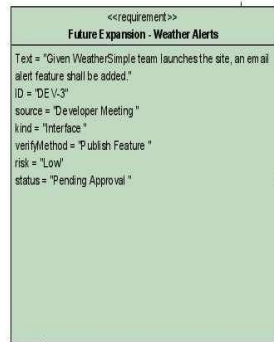 <<requirement>>
Future Expansion - Weather Alerts
Text = "Given WeatherSimple team launches the site, an email
alert feature shall be added."
ID = "DEV-3"
source = "Developer Meeting "
kind = "Interface "
verifyMethod = "Publish Feature "
risk = "Low"
status = "Pending Approval "